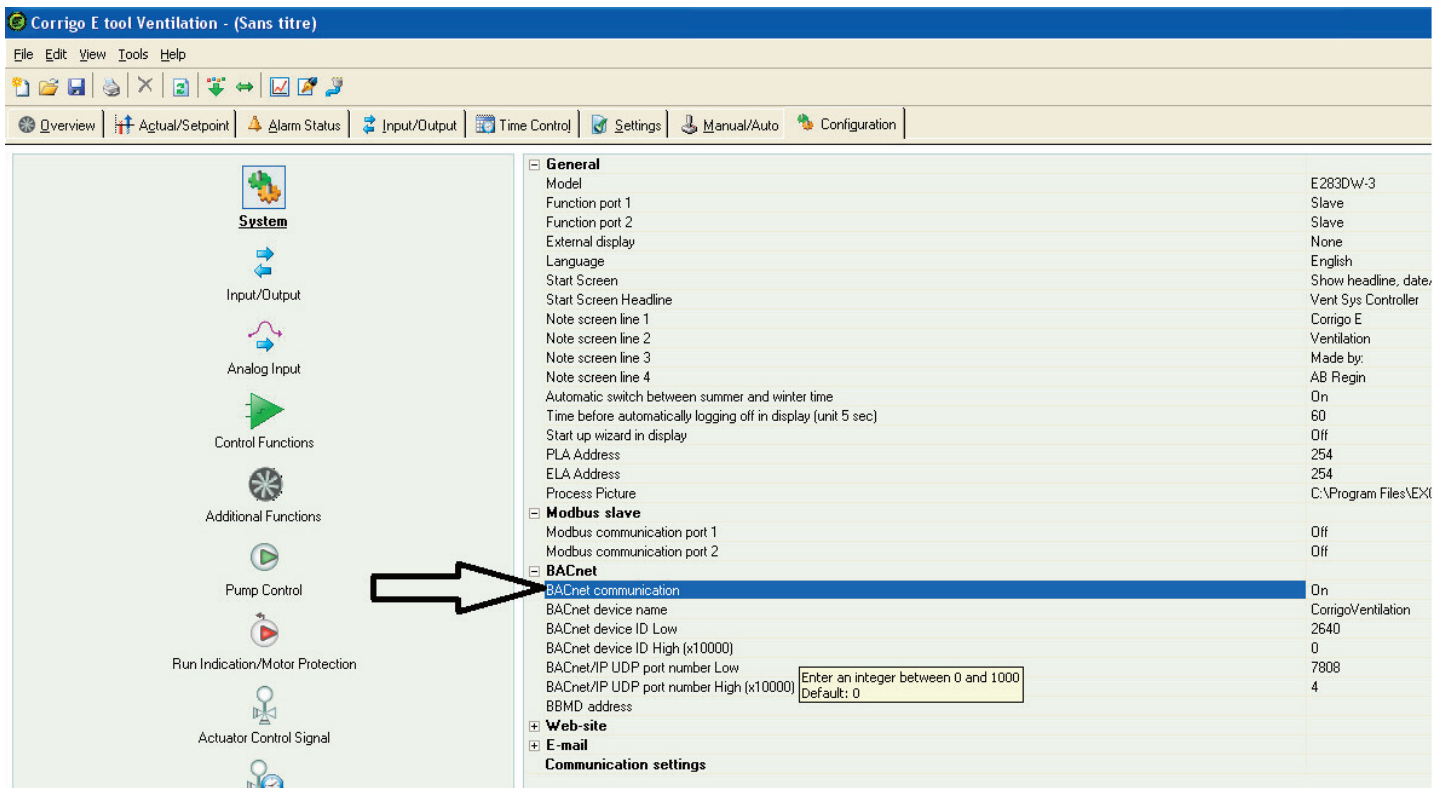 Corrigo E tool Ventilation - (Sans titre)
File Edit View Tools Help
Overview Actual/Setpoint Alarm Status Input/Output Time Control Settings Manual/Auto Configuration
System
Input/Output
Analog Input
Control Functions
Additional Functions
Pump Control
Run Indication/Motor Protection
Actuator Control Signal
General
Model E283DW-3
Function port 1 Slave
Function port 2 Slave
External display None
Language English
Start Screen Show headline, date/
Start Screen Headline Vent Sys Controller
Note screen line 1 Corrigo E
Note screen line 2 Ventilation
Note screen line 3 Made by:
Note screen line 4 AB Regin
Automatic switch between summer and winter time On
Time before automatically logging off in display (unit 5 sec) 60
Start up wizard in display Off
PLA Address 254
ELA Address 254
Process Picture C:\Program Files\EXO
Modbus slave
Modbus communication port 1 Off
Modbus communication port 2 Off
BACnet
BACnet communication On
BACnet device name CorrigoVentilation
BACnet device ID Low 2640
BACnet device ID High (x10000) 0
BACnet/IP UDP port number Low 7808
BACnet/IP UDP port number High (x10000) 4
Enter an integer between 0 and 1000
Default: 0
BBMD address
Web-site
E-mail
Communication settings